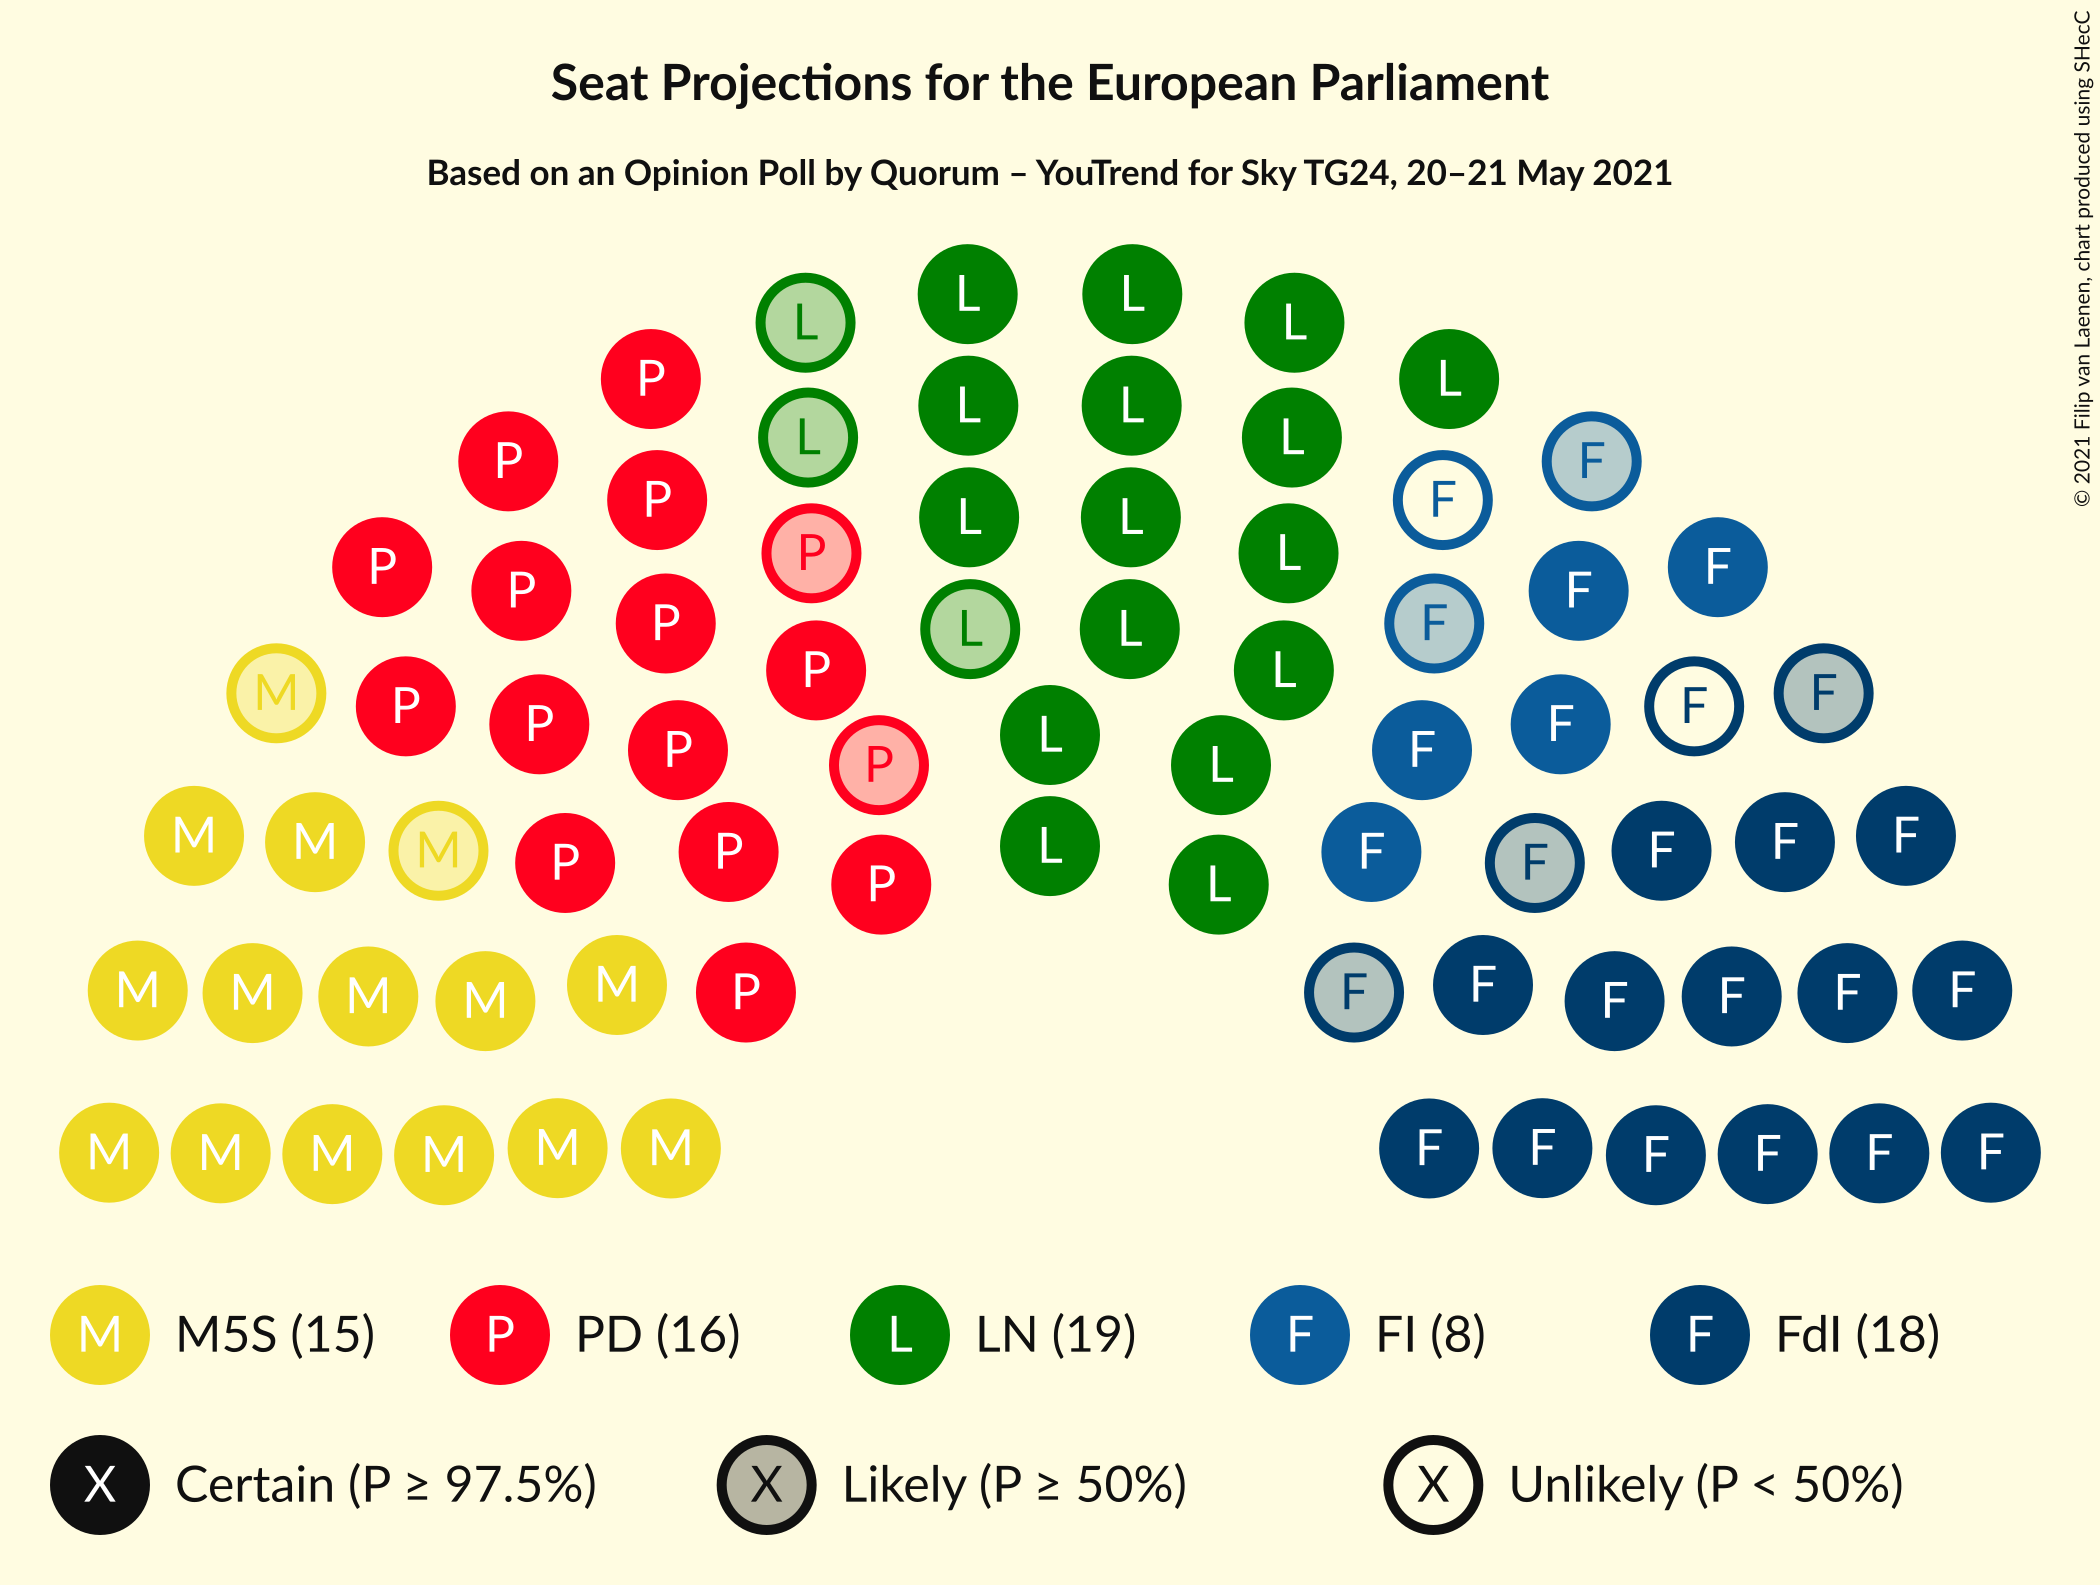 Seat Projections for the European Parliament
Based on an Opinion Poll by Quorum – YouTrend for Sky TG24, 20–21 May 2021
© 2021 Filip van Laenen, chart produced using SHecC
L L
L L
P L
L L
L
P F
L L
P F
L
P L L
P F
P F
P F
L
M F
P L L
P F
P F
P F
L
P L
M F
M F
M F
P F
P F
L
P L
M F
M F
M F
M F
M F
P F
M F
M F
M F
M F
M F
M F
M M5S (15) P PD (16) L LN (19) F FI (8) F FdI (18)
X Certain (P ≥ 97.5%) X Likely (P ≥ 50%) X Unlikely (P < 50%)